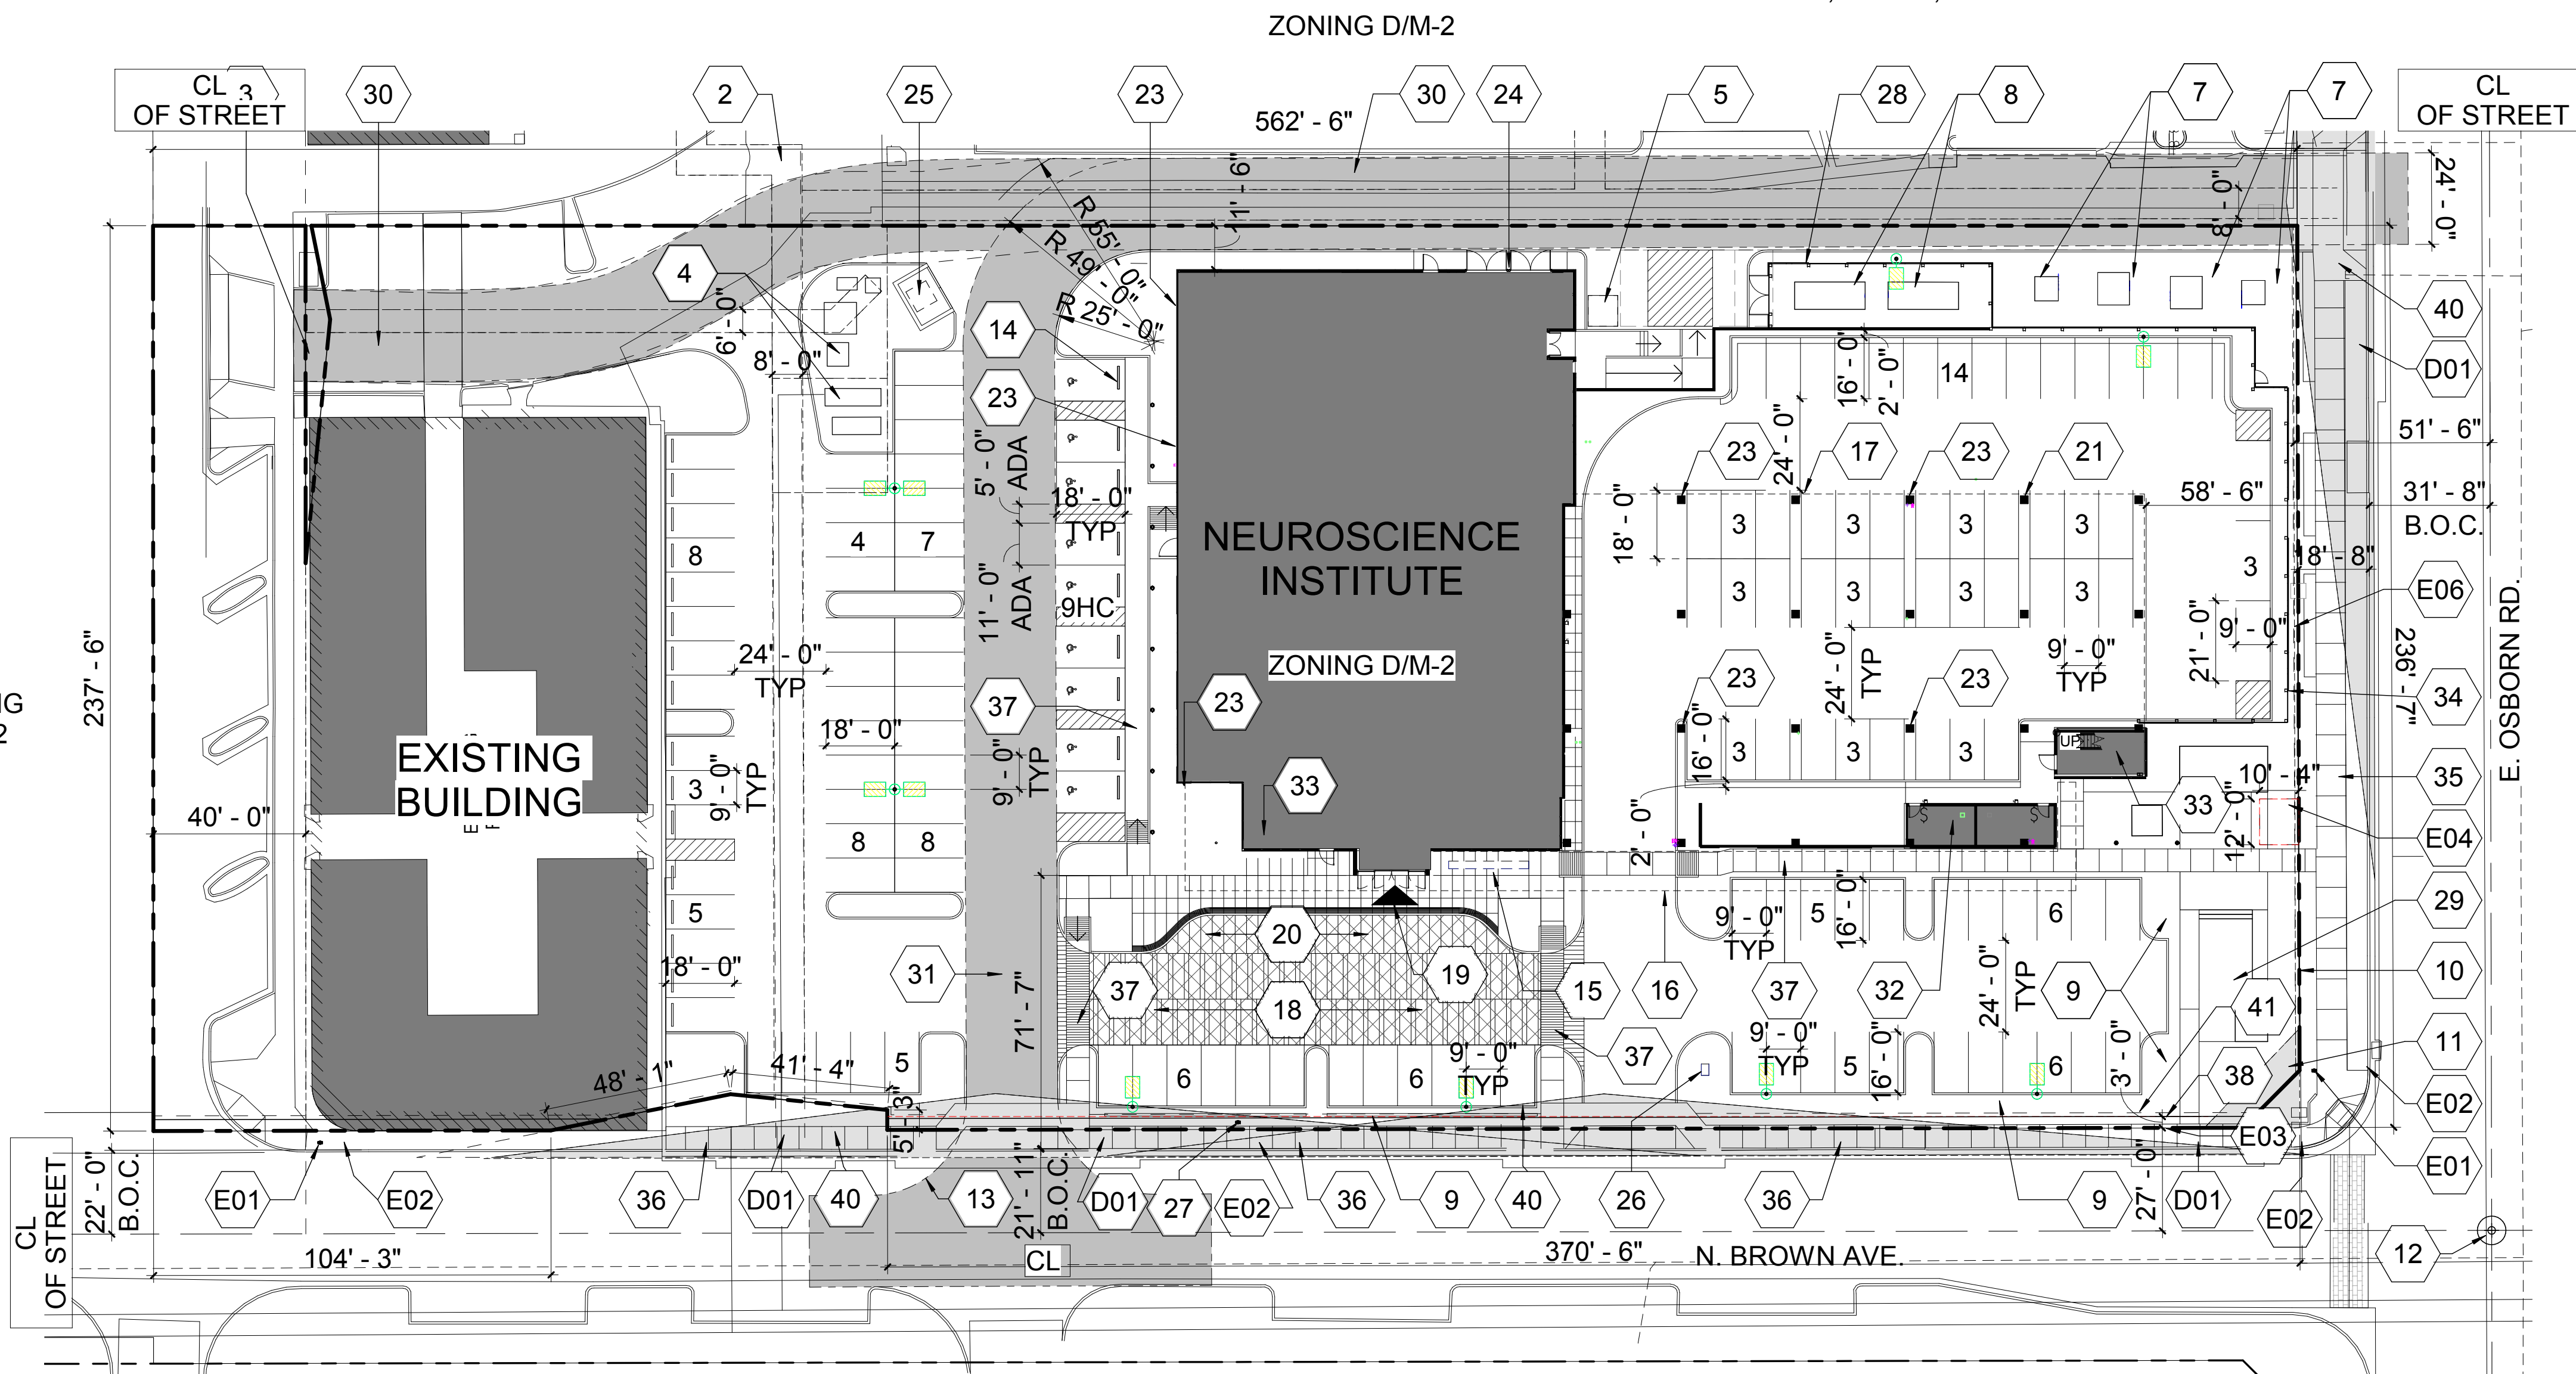 ZONING D/M-2
CL
OF STREET
3
30
2
25
23
562' - 6"
30
24
5
28
8
7
7
CL
OF STREET
24' - 0"
8' - 0"
1' - 6"
R 55' - 0"
R 49' - 0"
R 25' - 0"
4
6' - 0"
8' - 0"
14
23
40
D01
16' - 0"
2' - 0"
14
51' - 6"
5' - 0"
ADA
18' - 0"
TYP
24' - 0"
23
17
23
21
58' - 6"
31' - 8"
B.O.C.
18' - 8"
18' - 0"
8
4
7
3
3
3
3
3
3
3
3
3
NEUROSCIENCE
INSTITUTE
11' - 0"
ADA
9HC
E06
237' - 6"
24' - 0"
TYP
ZONING D/M-2
9' - 0"
TYP
21' - 0"
9' - 0"
236' - 7"
E. OSBORN RD.
34
37
23
23
23
24' - 0"
TYP
18' - 0"
EXISTING
BUILDING
9' - 0"
TYP
3
9' - 0"
TYP
33
16' - 0"
3
3
3
UP
33
10' - 4"
12' - 0"
35
40' - 0"
8
8
2' - 0"
E04
5
18' - 0"
31
71' - 7"
20
19
15
16
9' - 0"
TYP
5
16' - 0"
6
37
32
24' - 0"
TYP
9
41
29
10
37
18
37
9' - 0"
TYP
5
16' - 0"
6
3' - 0"
38
11
48' - 1"
41' - 4"
5
5' - 3"
6
6
9' - 0"
TYP
26
E02
E03
E01
22' - 0"
B.O.C.
E01
E02
36
D01
40
13
21' - 11"
B.O.C.
D01
27
E02
36
9
40
36
9
27' - 0"
D01
E02
12
CL
OF STREET
104' - 3"
CL
370' - 6"
N. BROWN AVE.